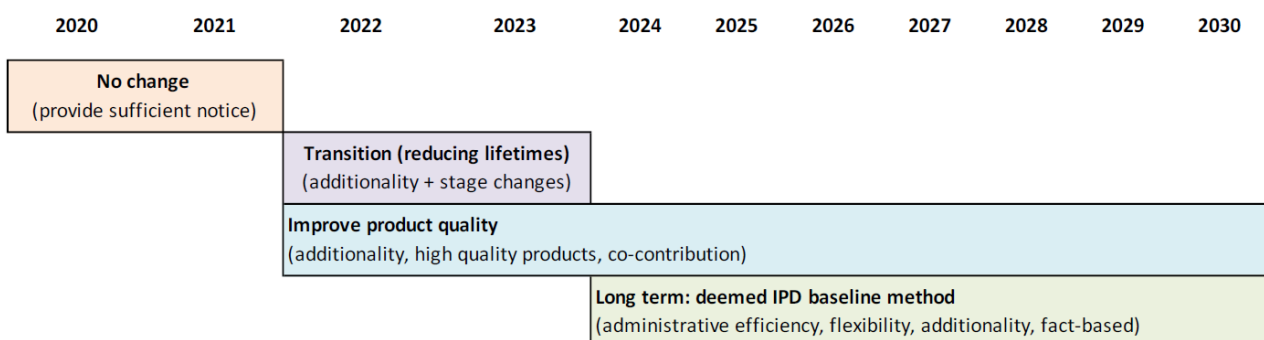 2020 2021 2022 2023 2024 2025 2026 2027 2028 2029 2030
No change
(provide sufficient notice)
Transition (reducing lifetimes)
(additionality + stage changes)
Improve product quality
(additionality, high quality products, co-contribution)
Long term: deemed IPD baseline method
(administrative efficiency, flexibility, additionality, fact-based)